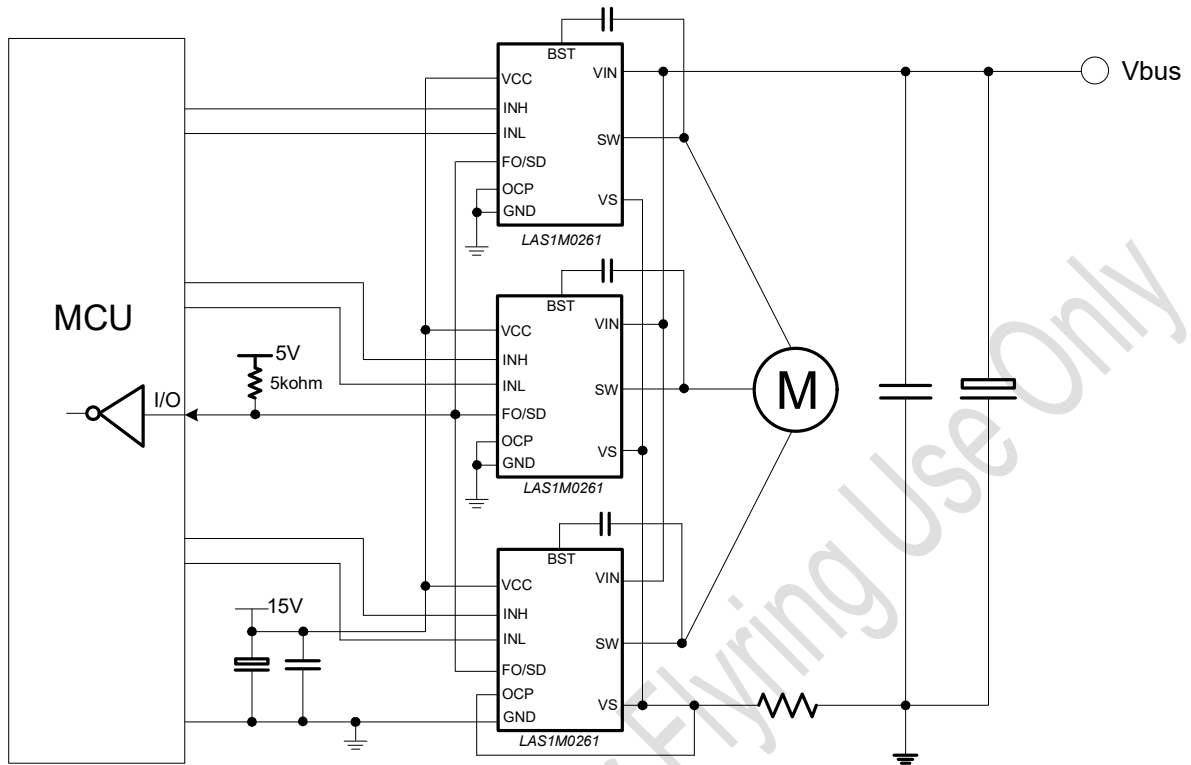 BST
VCC
VIN
INH
INL
SW
FO/SD
OCP
VS
GND
LAS1M0261
Vbus
MCU
BST
VCC
VIN
INH
5V
5kohm
INL
SW
I/O
FO/SD
OCP
VS
GND
LAS1M0261
M
BST
VCC
VIN
15V
INH
INL
SW
FO/SD
OCP
VS
GND
LAS1M0261
Flyring Use Only